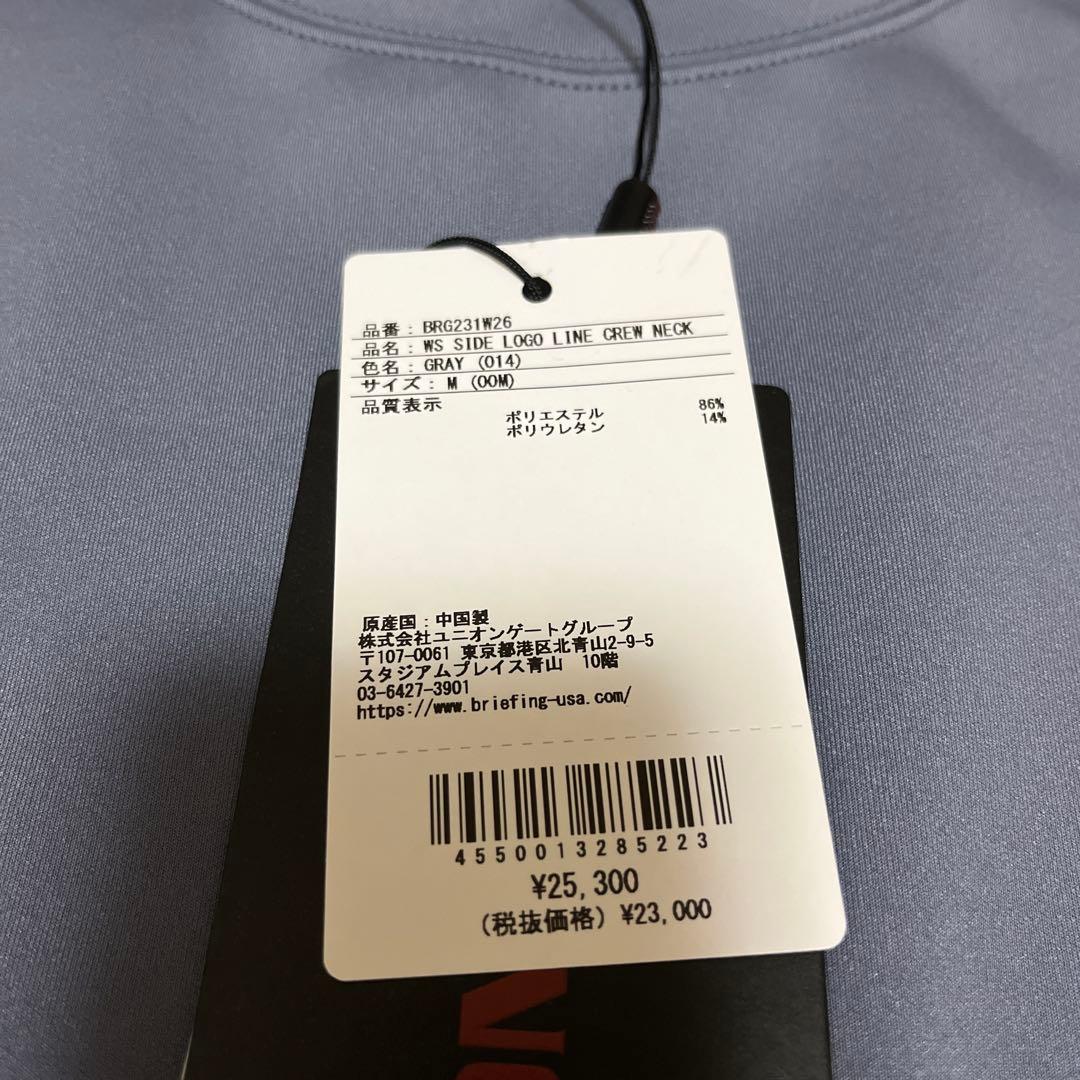 品番：BRG231W26
品名：WS SIDE LOGO LINE CREW NECK
色名：GRAY (014)
サイズ：M (00M)
品質表示
ポリエステル 86%
ポリウレタン 14%
原産国：中国製
株式会社ユニオンゲートグループ
〒107-0061 東京都港区北青山2-9-5
スタジアムプレイス青山 10階
03-6427-3901
https://www.briefing-usa.com/
4550013285223
¥25,300
(税抜価格) ¥23,000